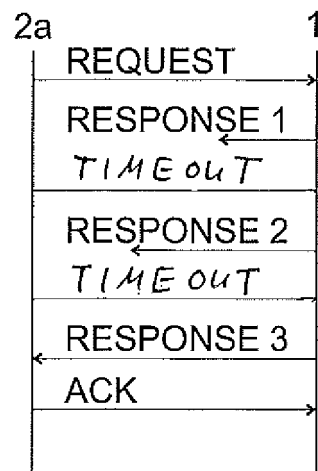 2a 1
REQUEST
RESPONSE 1
TIMEOUT
RESPONSE 2
TIMEOUT
RESPONSE 3
ACK